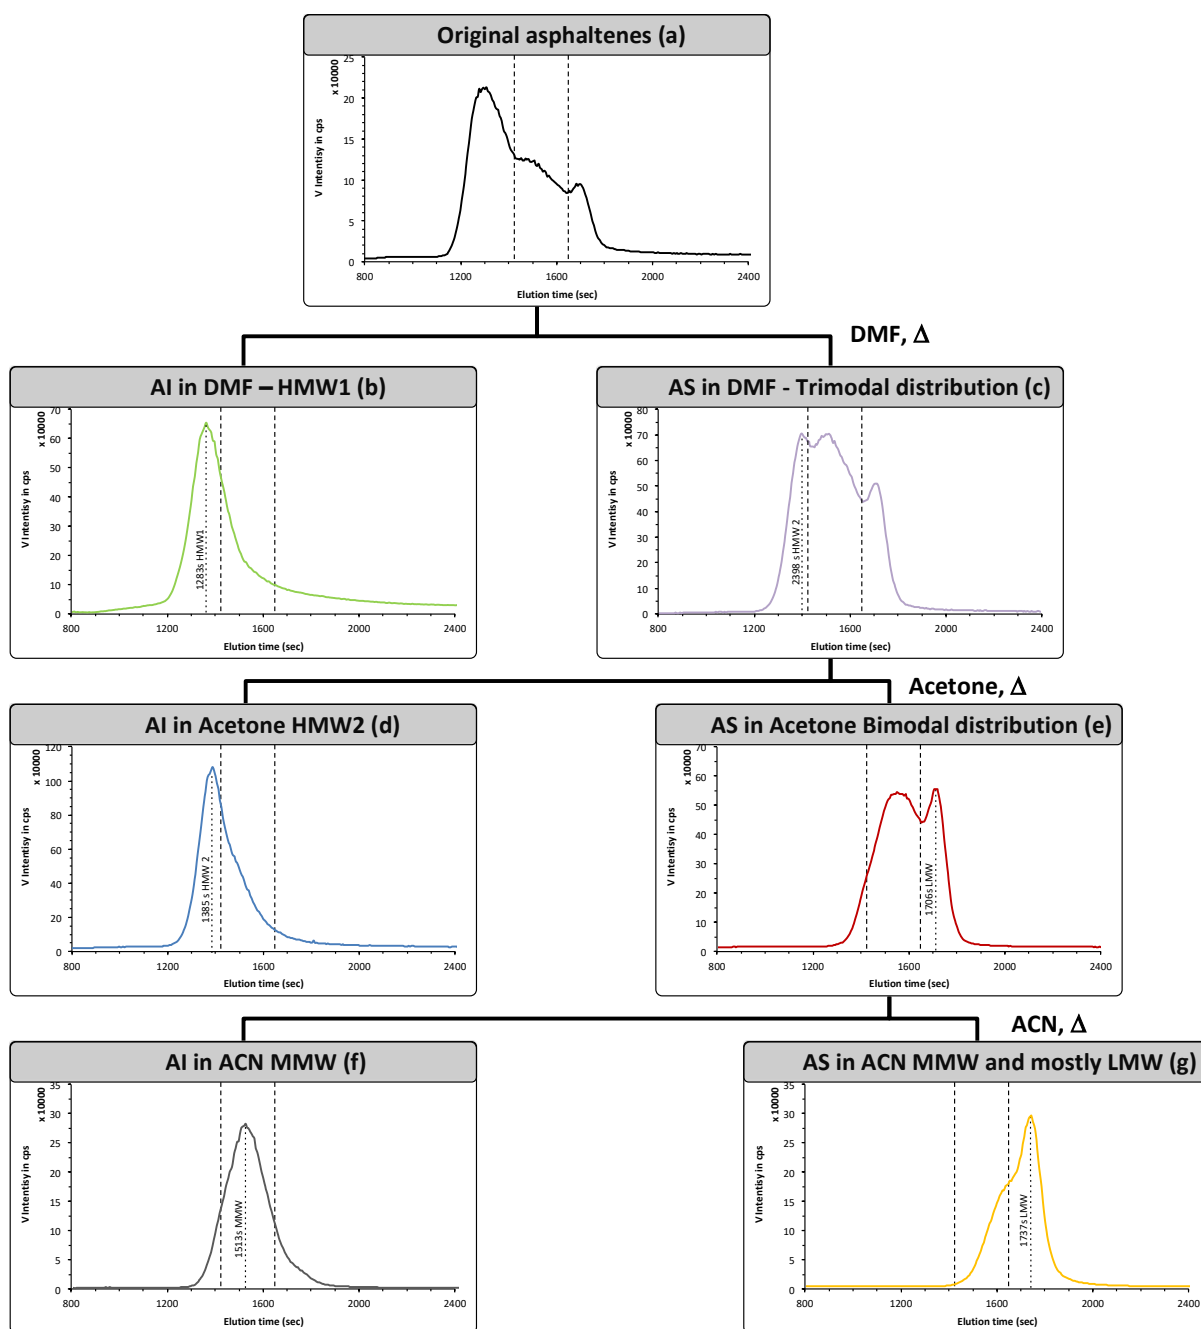 Original asphaltenes (a)
x 10000
V Intentisy in cps
25
20
15
10
5
0
800 1200 1600 2000 2400
Elution time (sec)
DMF, Δ
AI in DMF – HMW1 (b)
x 10000
V Intentisy in cps
70
60
50
40
30
20
10
0
1283s HMW1
800 1200 1600 2000 2400
Elution time (sec)
AS in DMF - Trimodal distribution (c)
x 10000
V Intentisy in cps
80
70
60
50
40
30
20
10
0
2398 s HMW 2
800 1200 1600 2000 2400
Elution time (sec)
Acetone, Δ
AI in Acetone HMW2 (d)
x 10000
V Intentisy in cps
120
100
80
60
40
20
0
1385 s HMW 2
800 1200 1600 2000 2400
Elution time (sec)
AS in Acetone Bimodal distribution (e)
x 10000
V Intentisy in cps
70
60
50
40
30
20
10
0
1706s LMW
800 1200 1600 2000 2400
Elution time (sec)
ACN, Δ
AI in ACN MMW (f)
x 10000
V Intentisy in cps
35
30
25
20
15
10
5
0
1513s MMW
800 1200 1600 2000 2400
Elution time (sec)
AS in ACN MMW and mostly LMW (g)
x 10000
V Intentisy in cps
35
30
25
20
15
10
5
0
1737s LMW
800 1200 1600 2000 2400
Elution time (sec)